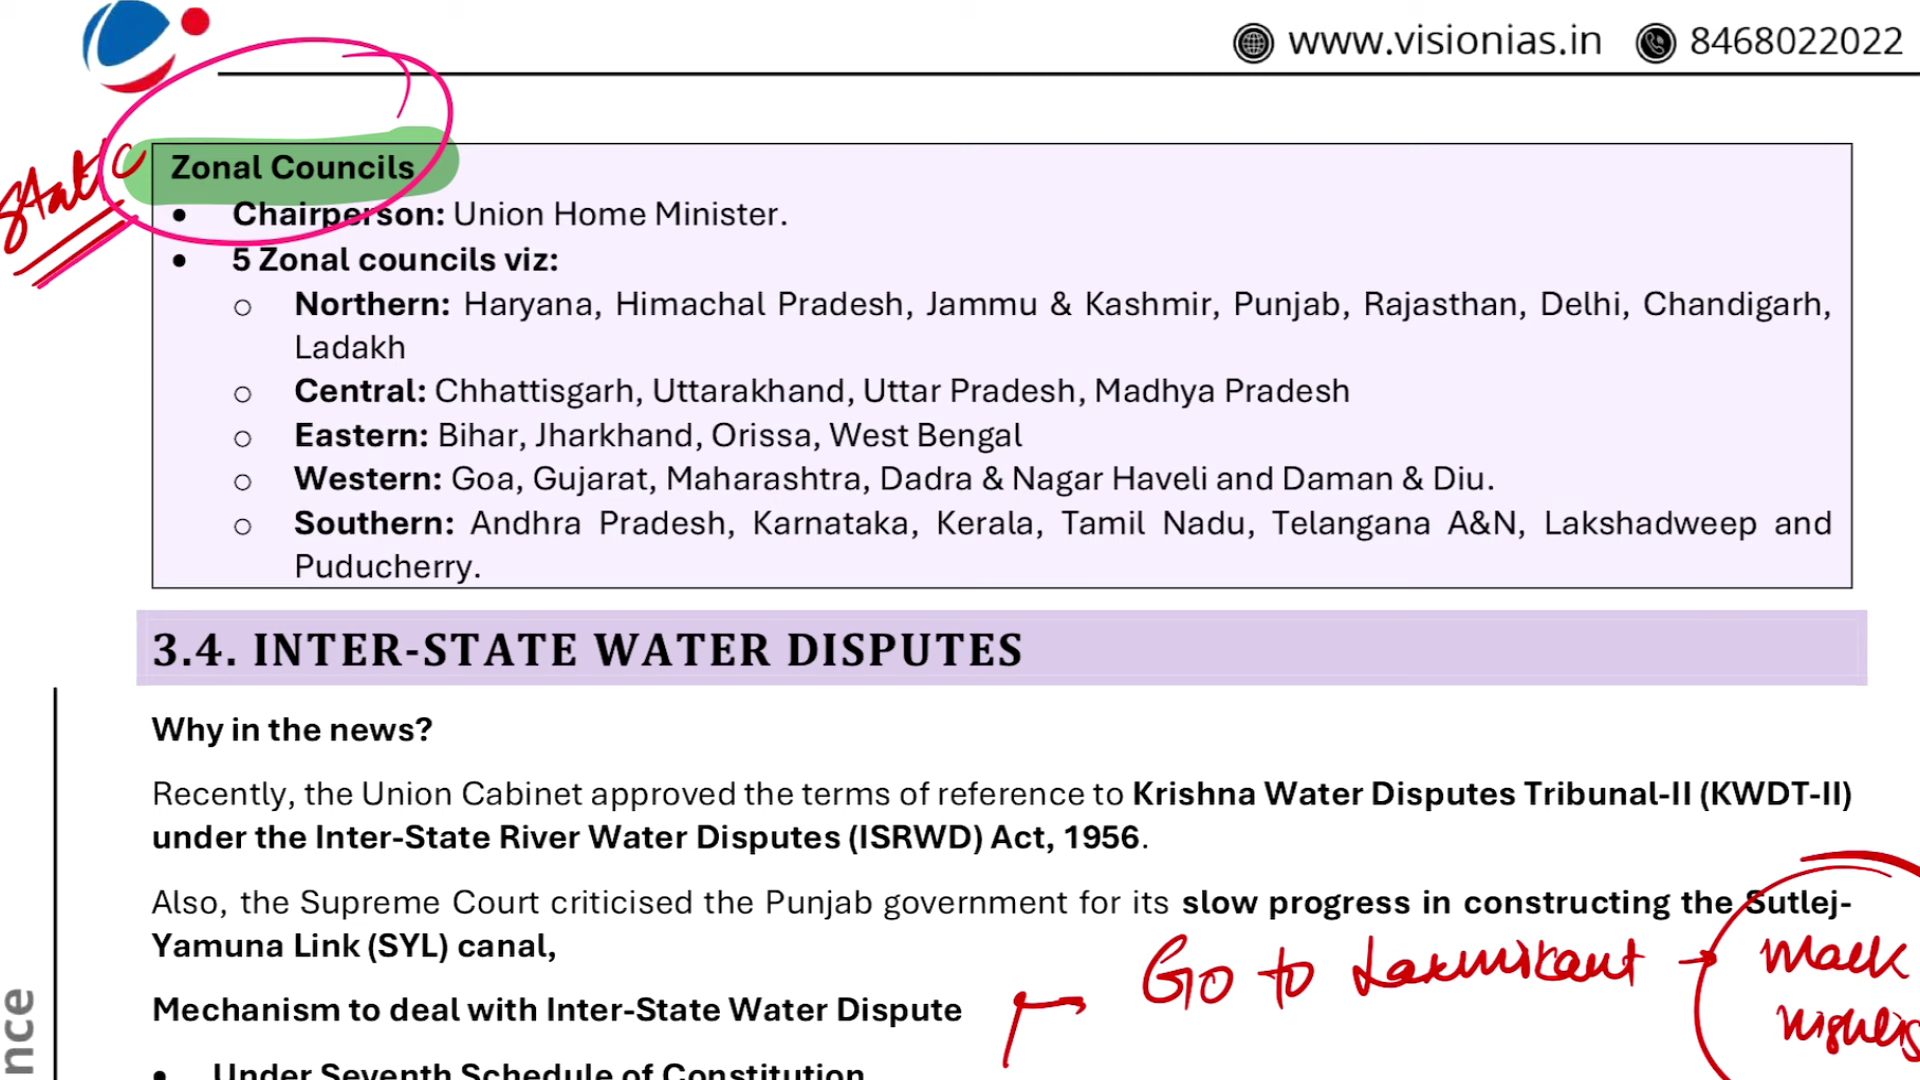 www.visionias.in 8468022022
Static
Zonal Councils
• Chairperson: Union Home Minister.
• 5 Zonal councils viz:
o Northern: Haryana, Himachal Pradesh, Jammu & Kashmir, Punjab, Rajasthan, Delhi, Chandigarh,
Ladakh
o Central: Chhattisgarh, Uttarakhand, Uttar Pradesh, Madhya Pradesh
o Eastern: Bihar, Jharkhand, Orissa, West Bengal
o Western: Goa, Gujarat, Maharashtra, Dadra & Nagar Haveli and Daman & Diu.
o Southern: Andhra Pradesh, Karnataka, Kerala, Tamil Nadu, Telangana A&N, Lakshadweep and
Puducherry.
3.4. INTER-STATE WATER DISPUTES
Why in the news?
Recently, the Union Cabinet approved the terms of reference to Krishna Water Disputes Tribunal-II (KWDT-II)
under the Inter-State River Water Disputes (ISRWD) Act, 1956.
Also, the Supreme Court criticised the Punjab government for its slow progress in constructing the Sutlej-
Yamuna Link (SYL) canal,
Go to Laxmikant → Mark
Mechanism to deal with Inter-State Water Dispute
• Under Seventh Schedule of Constitution
nce